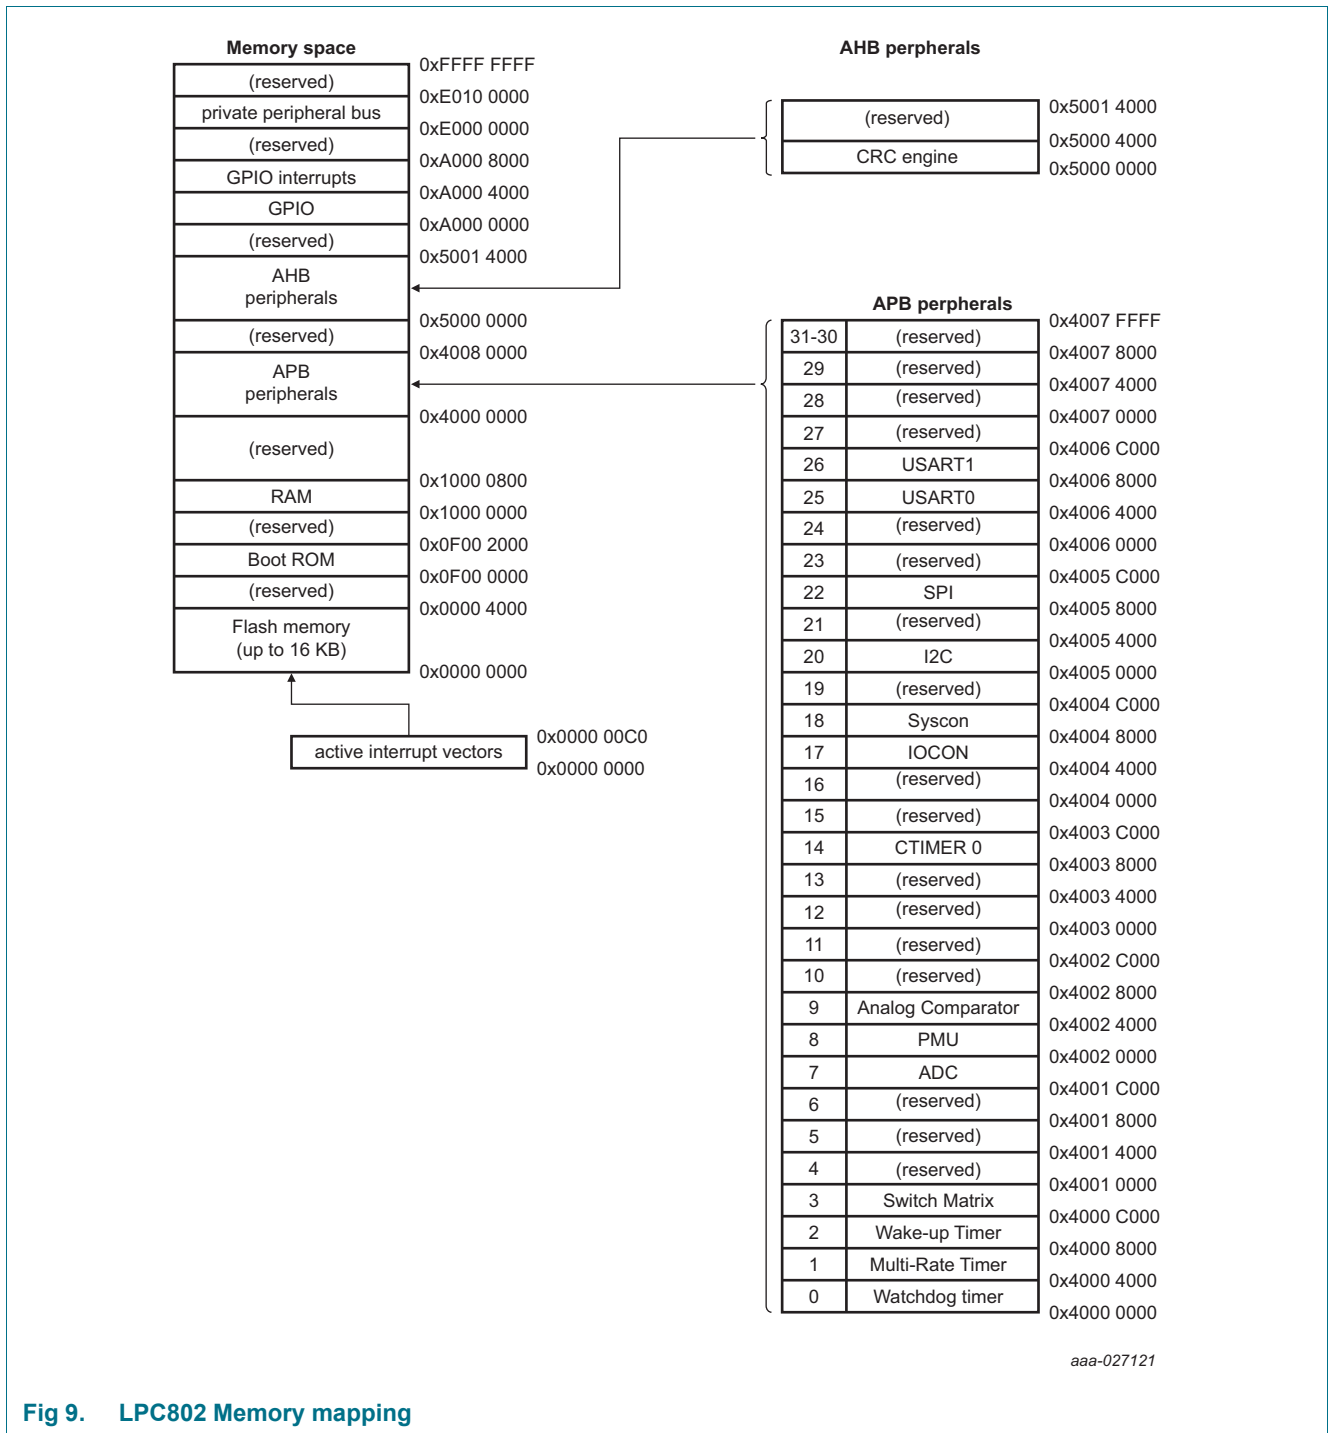 Memory space
0xFFFF FFFF
(reserved)
0xE010 0000
private peripheral bus
0xE000 0000
(reserved)
0xA000 8000
GPIO interrupts
0xA000 4000
GPIO
0xA000 0000
(reserved)
0x5001 4000
AHB
peripherals
0x5000 0000
(reserved)
0x4008 0000
APB
peripherals
0x4000 0000
(reserved)
0x1000 0800
RAM
0x1000 0000
(reserved)
0x0F00 2000
Boot ROM
0x0F00 0000
(reserved)
0x0000 4000
Flash memory
(up to 16 KB)
0x0000 0000
0x0000 00C0
active interrupt vectors
0x0000 0000
AHB perpherals
0x5001 4000
(reserved)
0x5000 4000
CRC engine
0x5000 0000
APB perpherals
0x4007 FFFF
31-30 (reserved)
0x4007 8000
29 (reserved)
0x4007 4000
28 (reserved)
0x4007 0000
27 (reserved)
0x4006 C000
26 USART1
0x4006 8000
25 USART0
0x4006 4000
24 (reserved)
0x4006 0000
23 (reserved)
0x4005 C000
22 SPI
0x4005 8000
21 (reserved)
0x4005 4000
20 I2C
0x4005 0000
19 (reserved)
0x4004 C000
18 Syscon
0x4004 8000
17 IOCON
0x4004 4000
16 (reserved)
0x4004 0000
15 (reserved)
0x4003 C000
14 CTIMER 0
0x4003 8000
13 (reserved)
0x4003 4000
12 (reserved)
0x4003 0000
11 (reserved)
0x4002 C000
10 (reserved)
0x4002 8000
9 Analog Comparator
0x4002 4000
8 PMU
0x4002 0000
7 ADC
0x4001 C000
6 (reserved)
0x4001 8000
5 (reserved)
0x4001 4000
4 (reserved)
0x4001 0000
3 Switch Matrix
0x4000 C000
2 Wake-up Timer
0x4000 8000
1 Multi-Rate Timer
0x4000 4000
0 Watchdog timer
0x4000 0000
aaa-027121
Fig 9. LPC802 Memory mapping